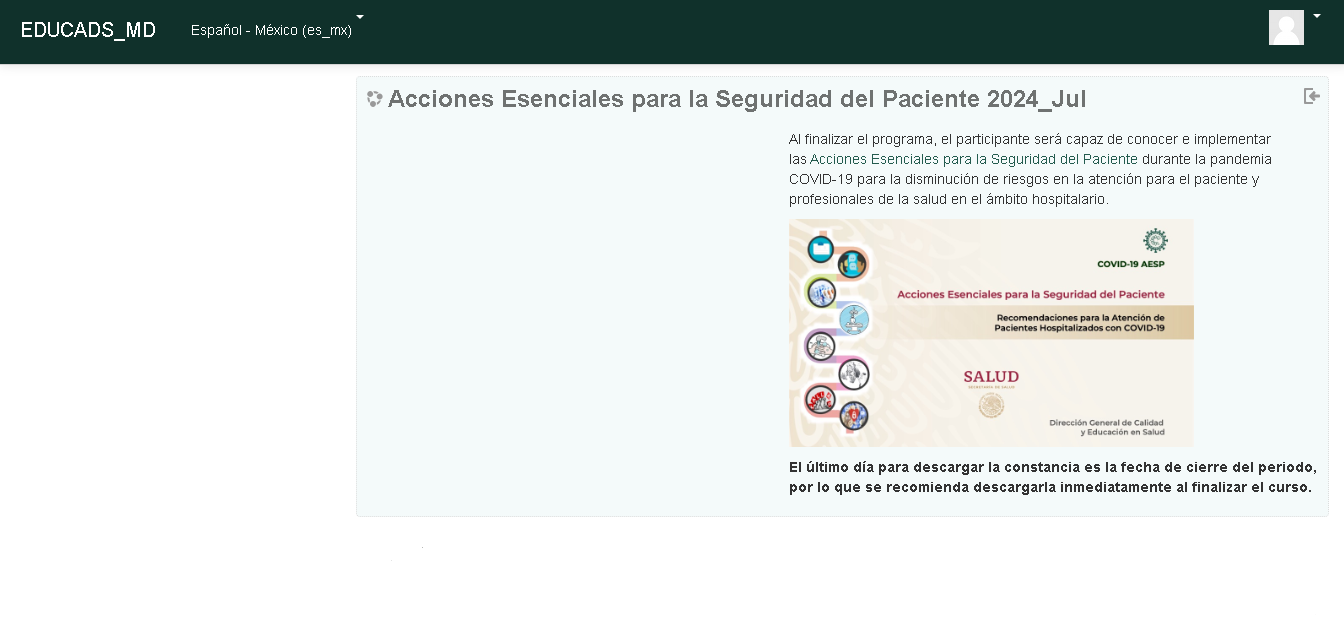 EDUCADS_MD
Español - México (es_mx)
Acciones Esenciales para la Seguridad del Paciente 2024_Jul
Al finalizar el programa, el participante será capaz de conocer e implementar
las Acciones Esenciales para la Seguridad del Paciente durante la pandemia
COVID-19 para la disminución de riesgos en la atención para el paciente y
profesionales de la salud en el ámbito hospitalario.
COVID-19 AESP
Acciones Esenciales para la Seguridad del Paciente
Recomendaciones para la Atención de
Pacientes Hospitalizados con COVID-19
SALUD
SECRETARÍA DE SALUD
Dirección General de Calidad
y Educación en Salud
El último día para descargar la constancia es la fecha de cierre del periodo,
por lo que se recomienda descargarla inmediatamente al finalizar el curso.